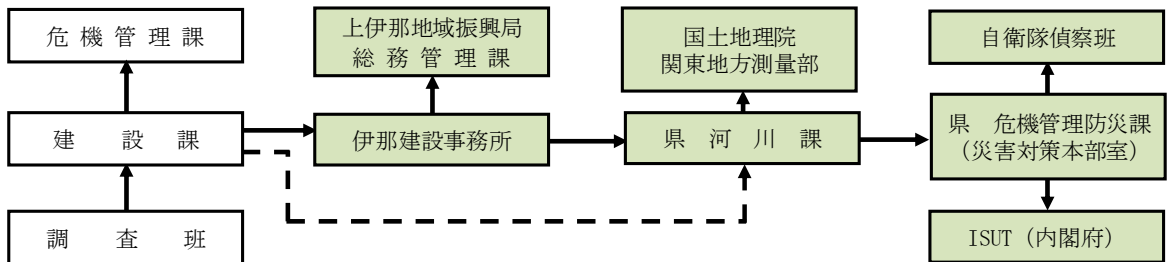 危機管理課
上伊那地域振興局
総務管理課
国土地理院
関東地方測量部
自衛隊偵察班
建設課
伊那建設事務所
県河川課
県 危機管理防災課
(災害対策本部室)
調査班
ISUT(内閣府)